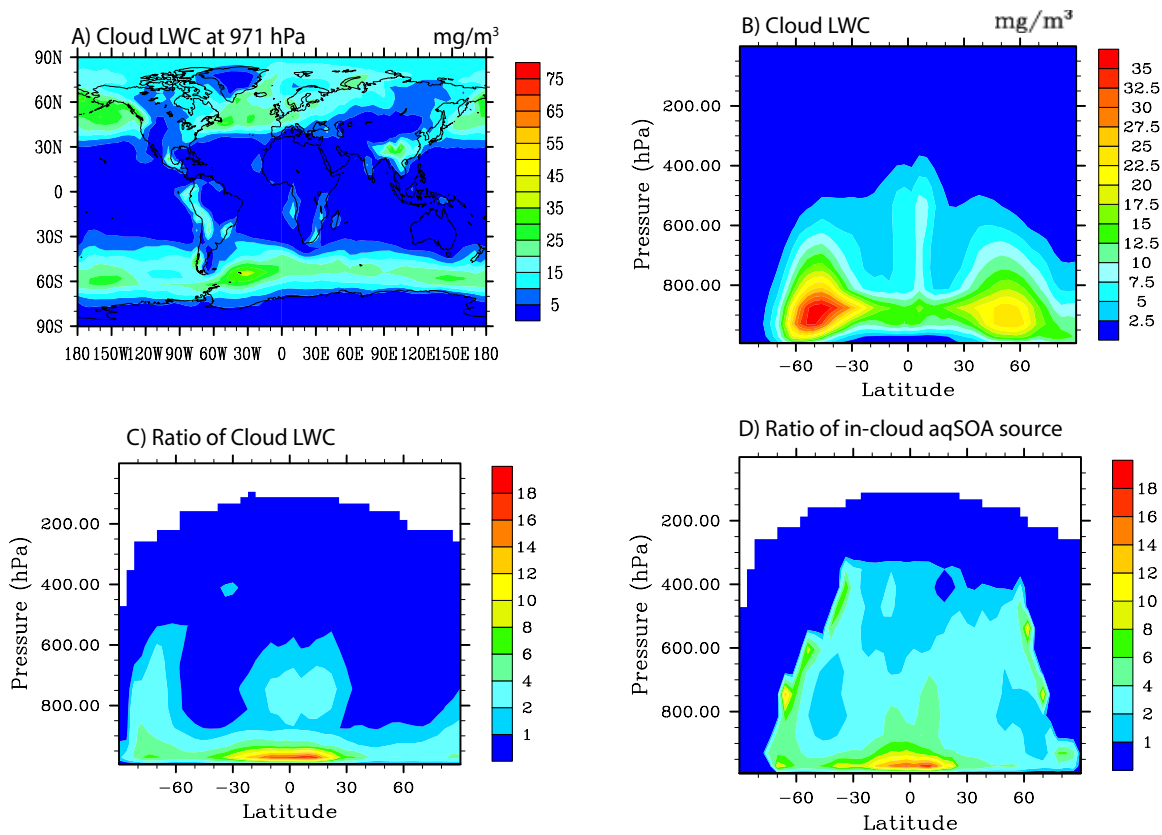 A) Cloud LWC at 971 hPa mg/m³
90N
60N
30N
0
30S
60S
90S
180 150W 120W 90W 60W 30W 0 30E 60E 90E 120E 150E 180
75
65
55
45
35
25
15
5
B) Cloud LWC mg/m³
Pressure (hPa)
200.00
400.00
600.00
800.00
−60 −30 0 30 60
Latitude
35
32.5
30
27.5
25
22.5
20
17.5
15
12.5
10
7.5
5
2.5
C) Ratio of Cloud LWC
Pressure (hPa)
200.00
400.00
600.00
800.00
−60 −30 0 30 60
Latitude
18
16
14
12
10
8
6
4
2
1
D) Ratio of in-cloud aqSOA source
Pressure (hPa)
200.00
400.00
600.00
800.00
−60 −30 0 30 60
Latitude
18
16
14
12
10
8
6
4
2
1